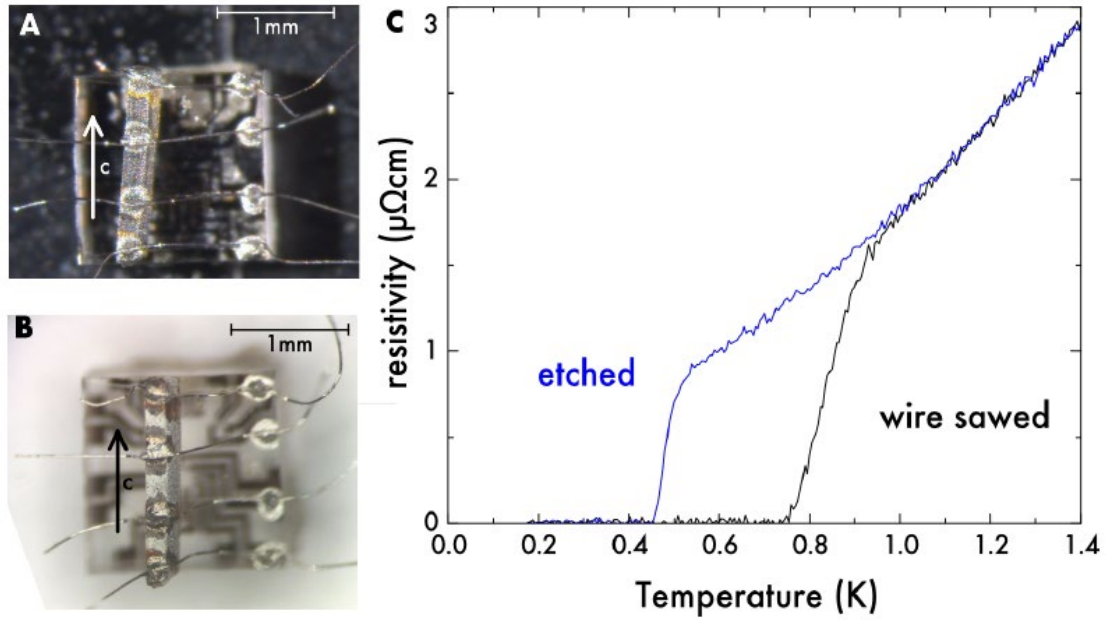 A
1mm
c
B
1mm
c
C
resistivity (μΩcm)
3
2
1
0
etched
wire sawed
0.0 0.2 0.4 0.6 0.8 1.0 1.2 1.4
Temperature (K)